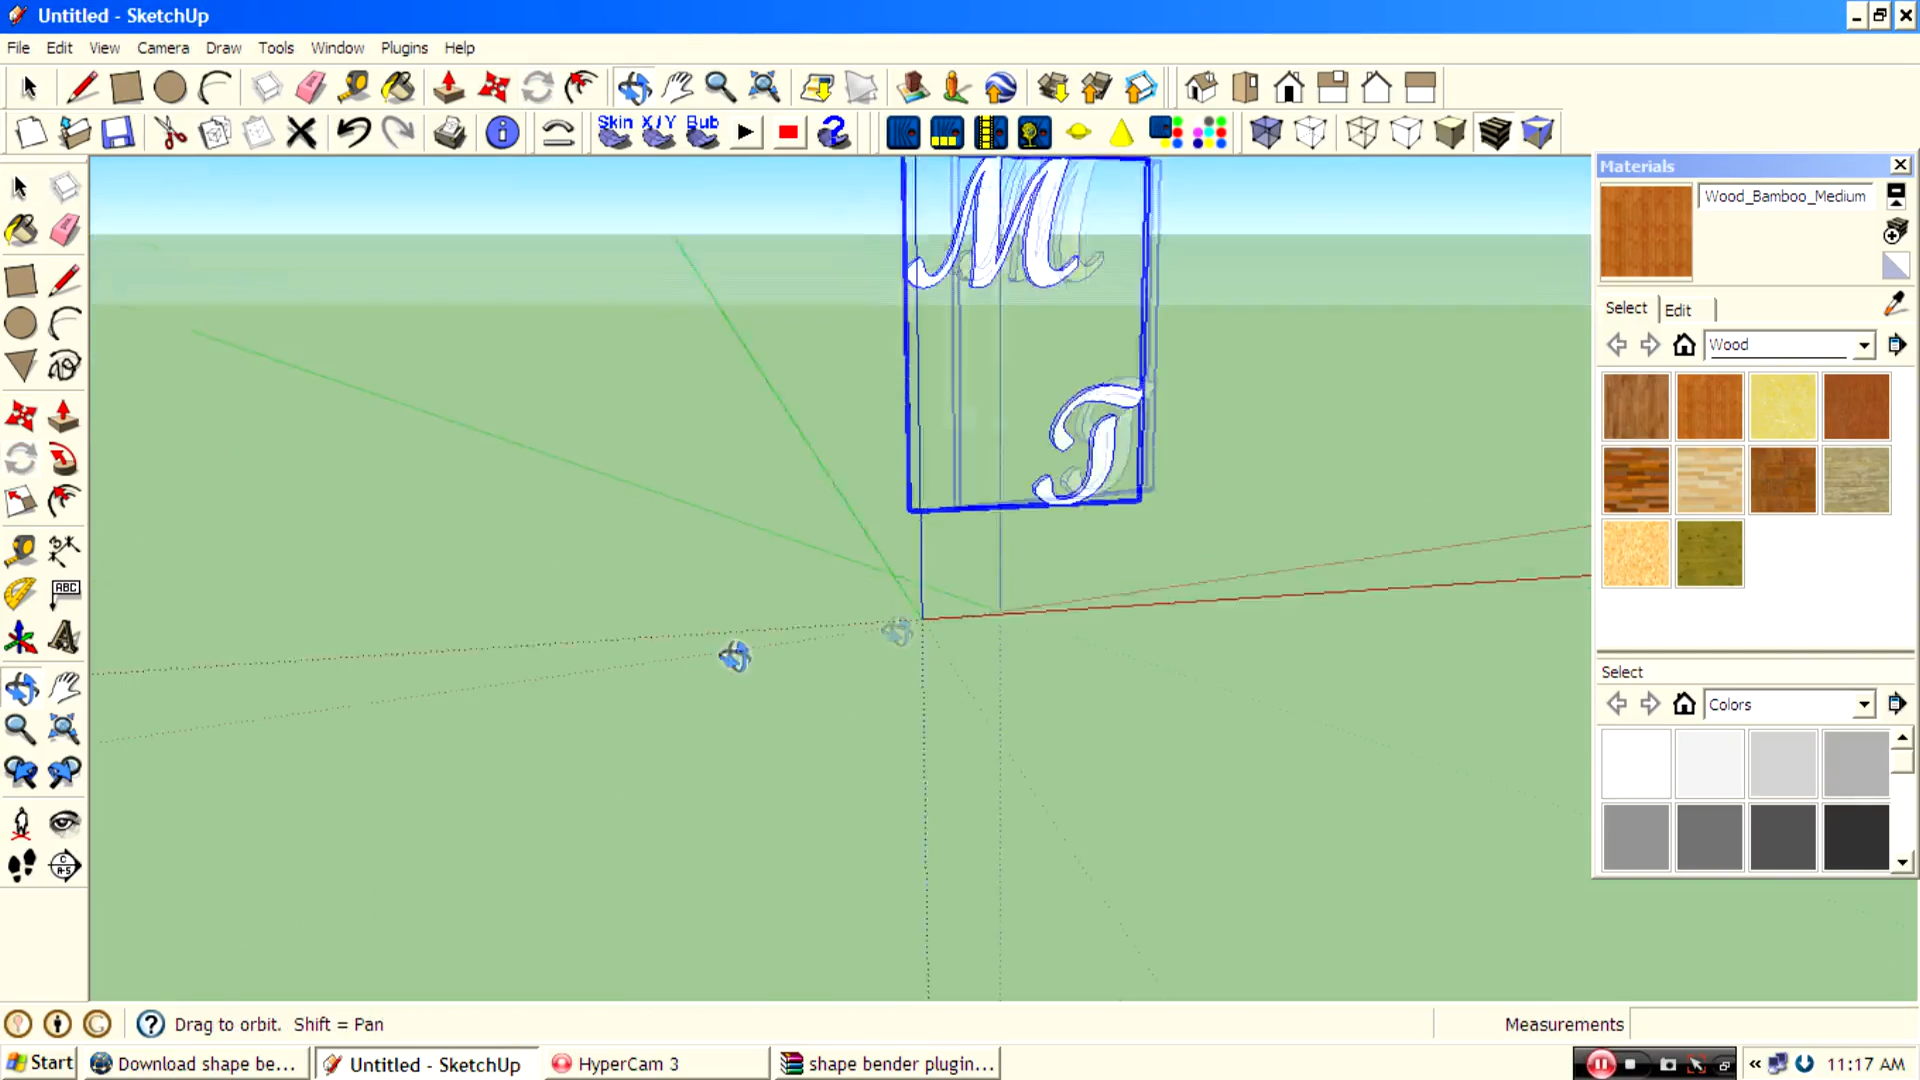 Untitled - SketchUp
File Edit View Camera Draw Tools Window Plugins Help
Skin X/Y Bub
Materials
Wood_Bamboo_Medium
Select Edit
Wood
M
T
ABC
Select
Colors
C
A-5
Drag to orbit. Shift = Pan
Measurements
Start Download shape be... Untitled - SketchUp HyperCam 3 shape bender plugin... 11:17 AM